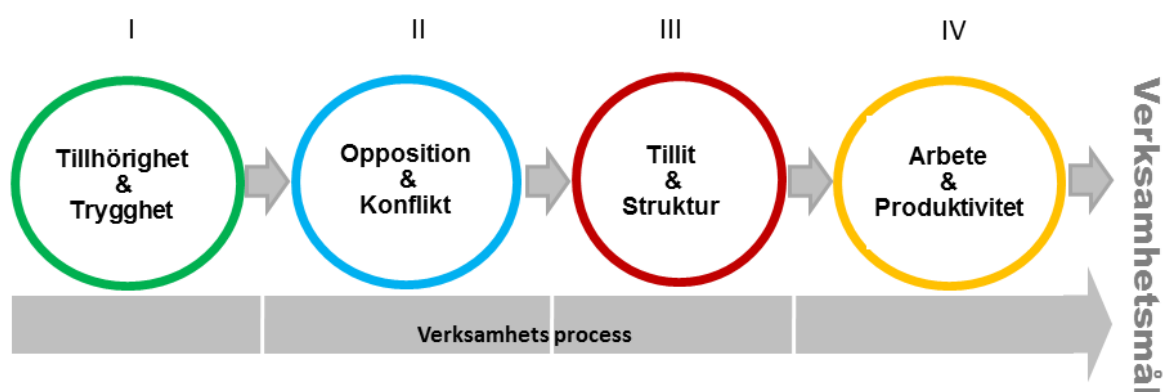 I
II
III
IV
Tillhörighet
&
Trygghet
Opposition
&
Konflikt
Tillit
&
Struktur
Arbete
&
Produktivitet
Verksamhets process
Verksamhetsmål